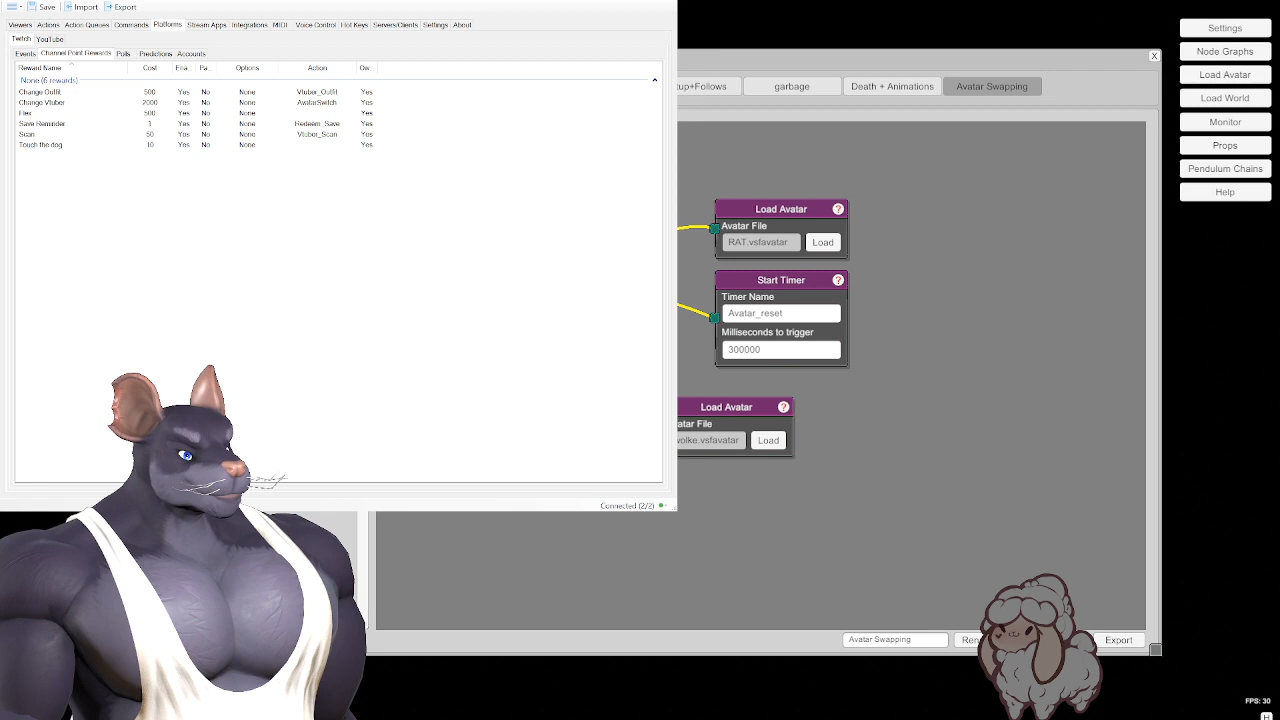 Save Import Export
Viewers Actions Action Queues Commands Platforms Stream Apps Integrations MIDI Voice Control Hot Keys Servers/Clients Settings About
Twitch YouTube
Events Channel Point Rewards Polls Predictions Accounts
Reward Name Cost Ena... Pa... Options Action Ow...
None (6 rewards)
Change Outfit 500 Yes No None Vtuber_Outfit Yes
Change Vtuber 2000 Yes No None AvatarSwitch Yes
Flex 500 Yes No None Yes
Save Reminder 1 Yes No None Redeem_Save Yes
Scan 50 Yes No None Vtuber_Scan Yes
Touch the dog 10 Yes No None Yes
Connected (2/2)
X
tup+Follows garbage Death + Animations Avatar Swapping
Load Avatar ?
Avatar File
RAT.vsfavatar Load
Start Timer ?
Timer Name
Avatar_reset
Milliseconds to trigger
300000
Load Avatar ?
atar File
wolke.vsfavatar Load
Avatar Swapping Ren Export
Settings
Node Graphs
Load Avatar
Load World
Monitor
Props
Pendulum Chains
Help
FPS: 30